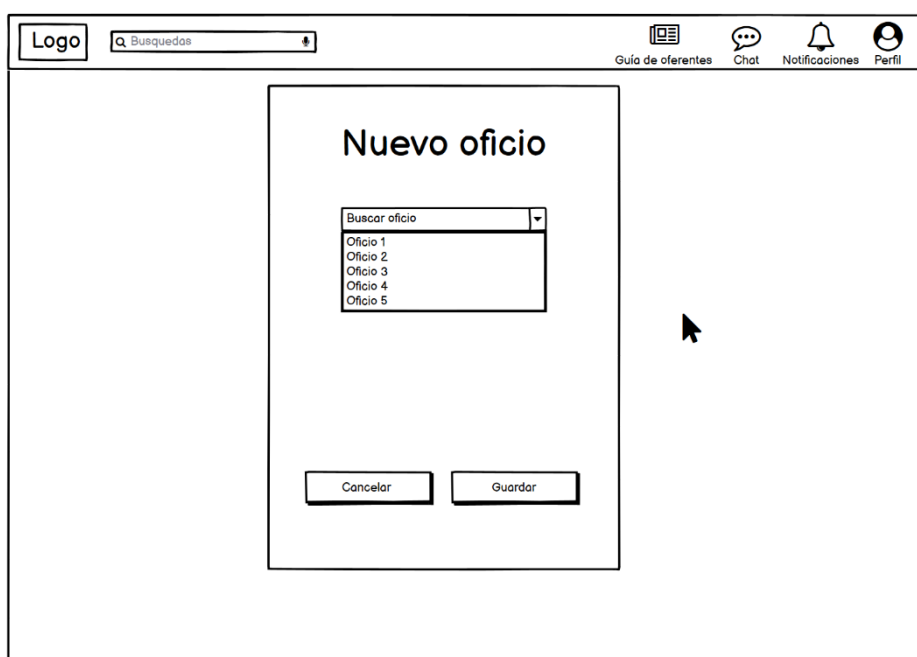 Logo
Busquedas
Guía de oferentes
Chat
Notificaciones
Perfil
Nuevo oficio
Buscar oficio
Oficio 1
Oficio 2
Oficio 3
Oficio 4
Oficio 5
Cancelar
Guardar